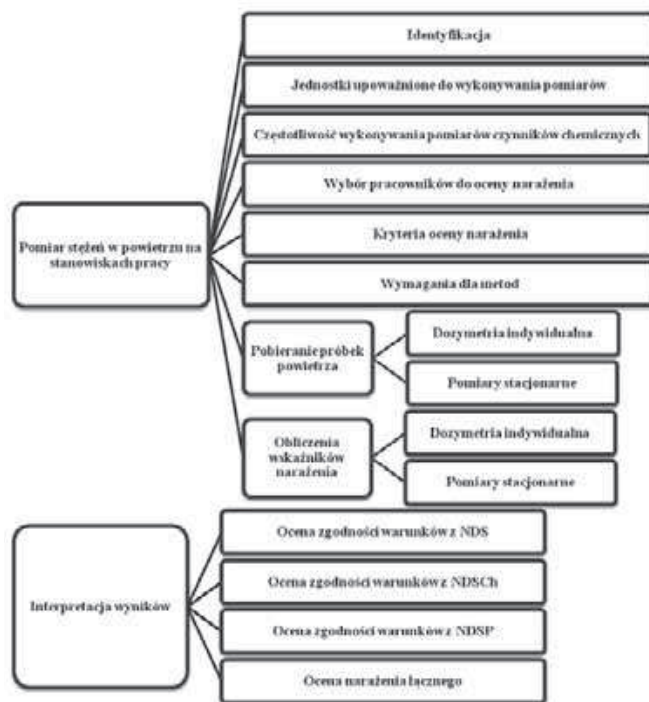 Identyfikacja
Jednostki upoważnione do wykonywania pomiarów
Częstotliwość wykonywania pomiarów czynników chemicznych
Wybór pracowników do oceny narażenia
Pomiar stężeń w powietrzu na
stanowiskach pracy
Kryteria oceny narażenia
Wymagania dla metod
Pobieranie próbek
powietrza
Dozymetria indywidualna
Pomiary stacjonarne
Obliczenia
wskaźników
narażenia
Dozymetria indywidualna
Pomiary stacjonarne
Interpretacja wyników
Ocena zgodności warunków z NDS
Ocena zgodności warunków z NDSCh
Ocena zgodności warunków z NDSP
Ocena narażenia łącznego